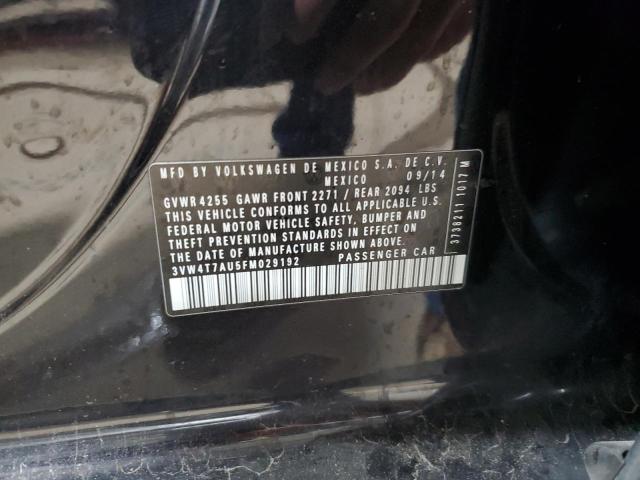 MFD BY VOLKSWAGEN DE MEXICO S.A. DE C.V.
MEXICO 09/14
GVWR 4255 GAWR FRONT 2271 / REAR 2094 LBS
THIS VEHICLE CONFORMS TO ALL APPLICABLE U.S.
FEDERAL MOTOR VEHICLE SAFETY, BUMPER AND
THEFT PREVENTION STANDARDS IN EFFECT ON
THE DATE OF MANUFACTURE SHOWN ABOVE.
3VW4T7AU5FM029192 PASSENGER CAR
3738211 1017 M